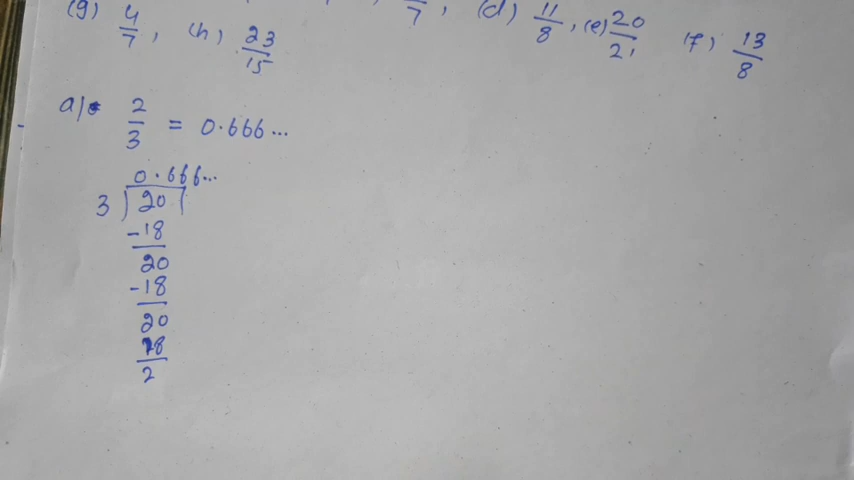 7, (d) 11/8, (e) 20/21 (f) 13/8
(g) 4/7, (h) 23/15
a) 2/3 = 0.666...
0.666...
3 ) 20 (
-18
20
-18
20
18
2